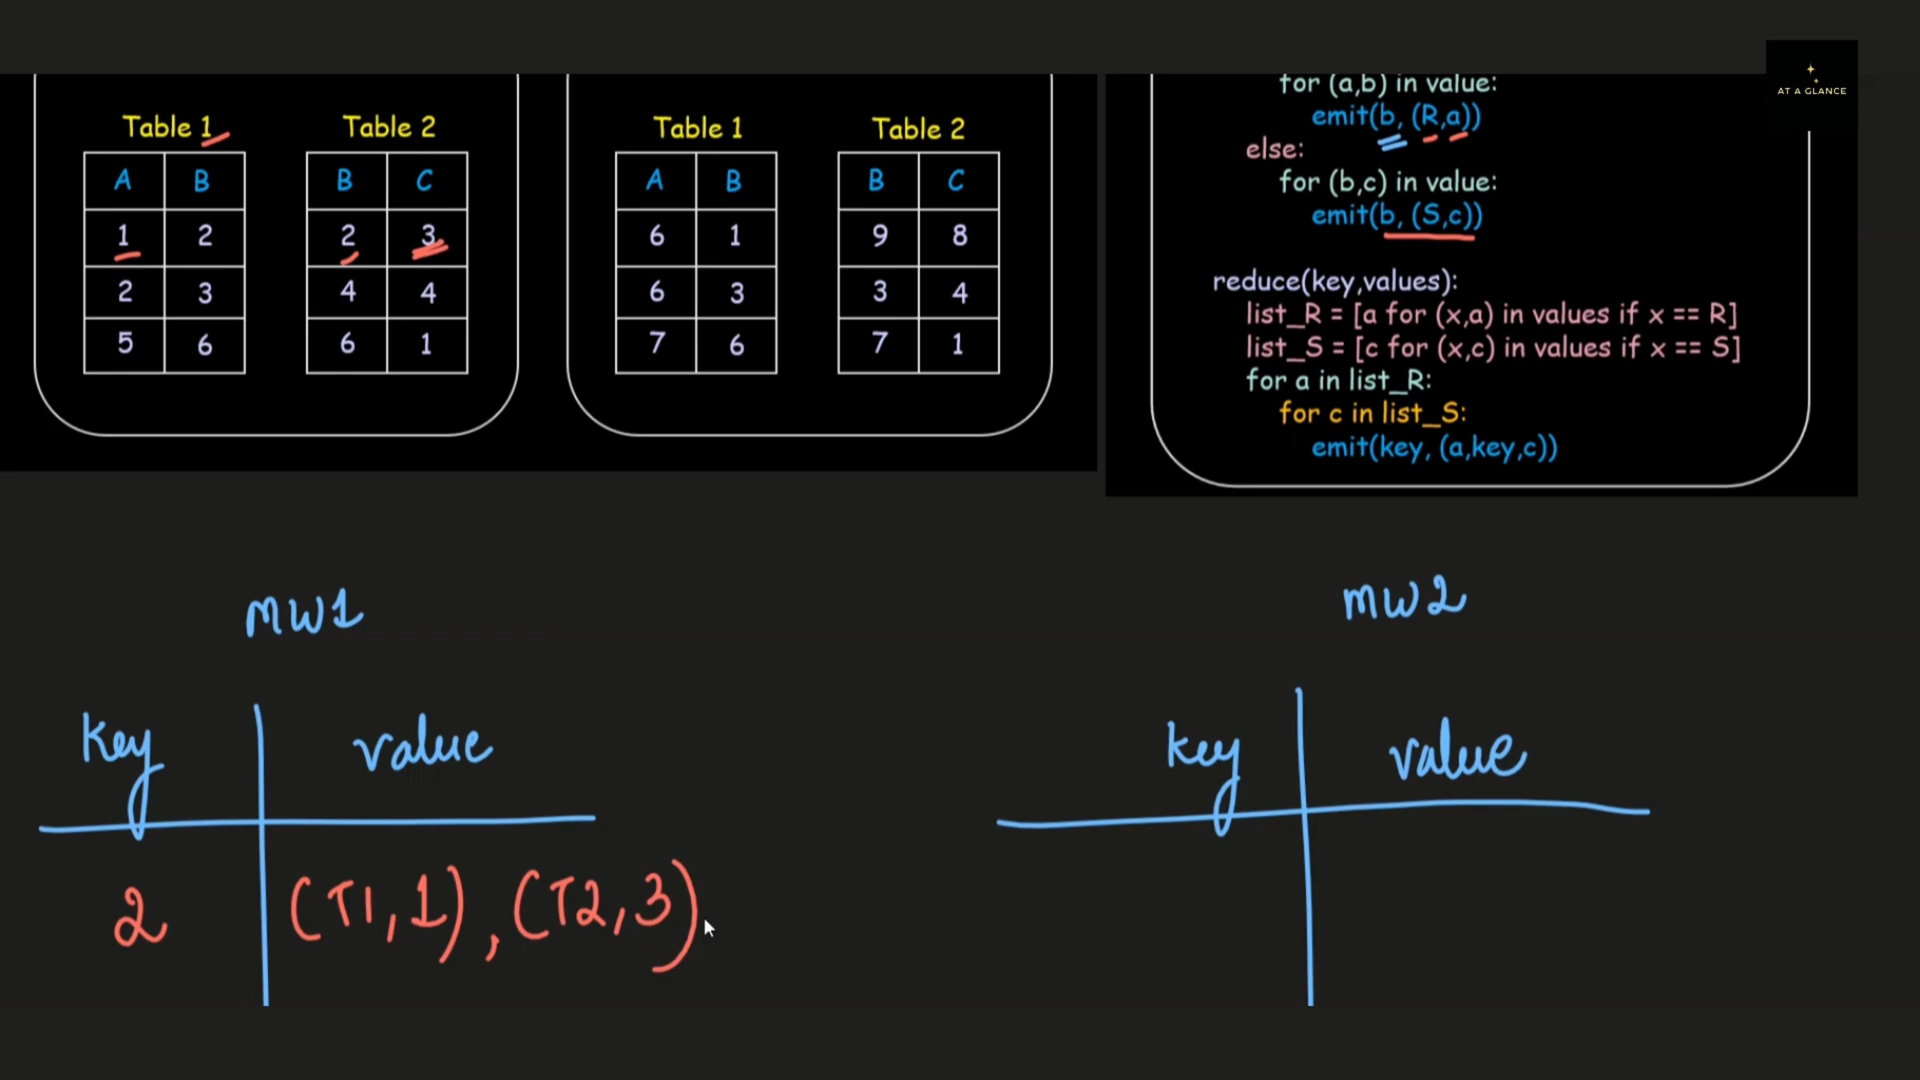 AT A GLANCE
Table 1
A B
1 2
2 3
5 6
Table 2
B C
2 3
4 4
6 1
Table 1
A B
6 1
6 3
7 6
Table 2
B C
9 8
3 4
7 1
for (a,b) in value:
emit(b, (R,a))
else:
for (b,c) in value:
emit(b, (S,c))
reduce(key,values):
list_R = [a for (x,a) in values if x == R]
list_S = [c for (x,c) in values if x == S]
for a in list_R:
for c in list_S:
emit(key, (a,key,c))
MW1
Key value
2 (T1,1), (T2,3)
MW2
Key value